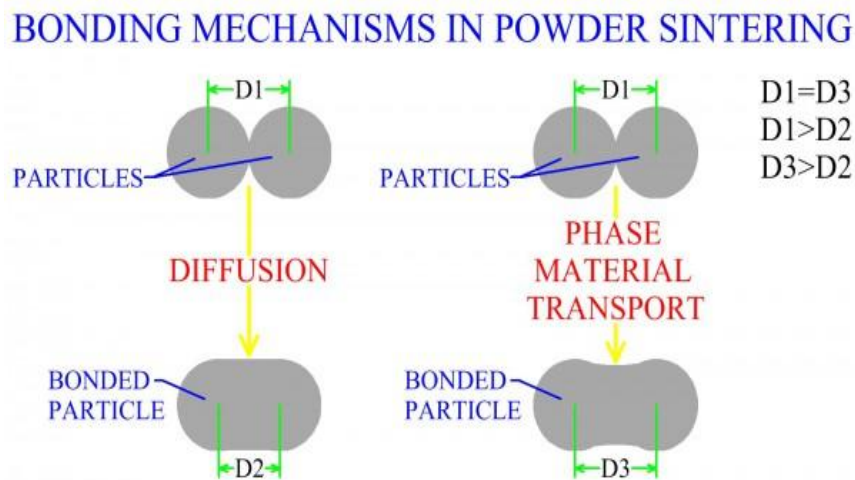 BONDING MECHANISMS IN POWDER SINTERING
D1
PARTICLES
DIFFUSION
BONDED
PARTICLE
D2
D1
PARTICLES
PHASE
MATERIAL
TRANSPORT
BONDED
PARTICLE
D3
D1=D3
D1>D2
D3>D2